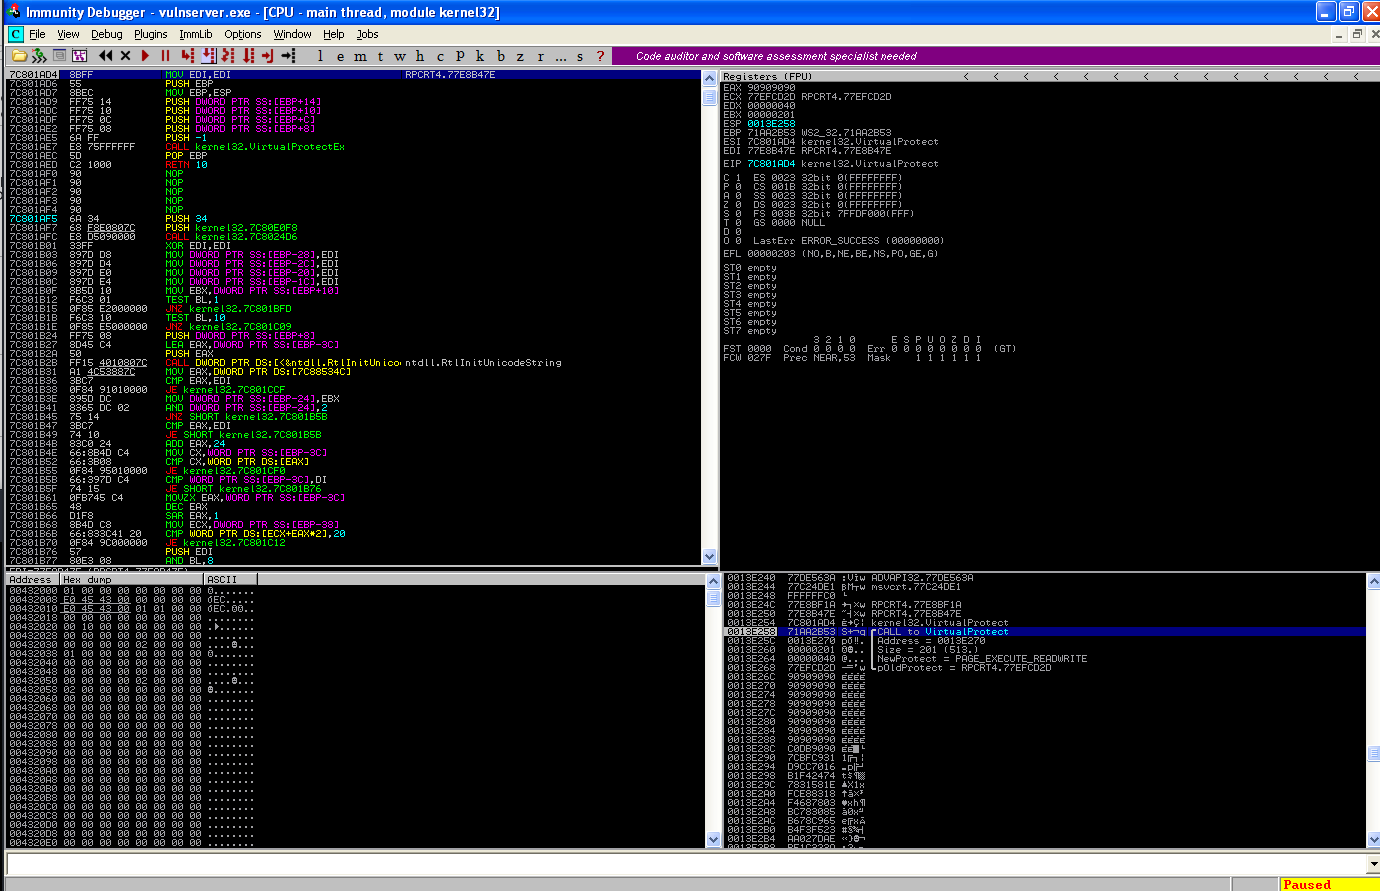 Immunity Debugger - vulnserver.exe - [CPU - main thread, module kernel32]
C File View Debug Plugins ImmLib Options Window Help Jobs
l e m t w h c P k b z r ... s ? Code auditor and software assessment specialist needed
7C801AD4 8BFF MOV EDI,EDI RPCRT4.77E8B47E
7C801AD6 55 PUSH EBP
7C801AD7 8BEC MOV EBP,ESP
7C801AD9 FF75 14 PUSH DWORD PTR SS:[EBP+14]
7C801ADC FF75 10 PUSH DWORD PTR SS:[EBP+10]
7C801ADF FF75 0C PUSH DWORD PTR SS:[EBP+C]
7C801AE2 FF75 08 PUSH DWORD PTR SS:[EBP+8]
7C801AE5 6A FF PUSH -1
7C801AE7 E8 75FFFFFF CALL kernel32.VirtualProtectEx
7C801AEC 5D POP EBP
7C801AED C2 1000 RETN 10
7C801AF0 90 NOP
7C801AF1 90 NOP
7C801AF2 90 NOP
7C801AF3 90 NOP
7C801AF4 90 NOP
7C801AF5 6A 34 PUSH 34
7C801AF7 68 F8E0807C PUSH kernel32.7C80E0F8
7C801AFC E8 D5090000 CALL kernel32.7C8024D6
7C801B01 33FF XOR EDI,EDI
7C801B03 897D D8 MOV DWORD PTR SS:[EBP-28],EDI
7C801B06 897D D4 MOV DWORD PTR SS:[EBP-2C],EDI
7C801B09 897D E0 MOV DWORD PTR SS:[EBP-20],EDI
7C801B0C 897D E4 MOV DWORD PTR SS:[EBP-1C],EDI
7C801B0F 8B5D 10 MOV EBX,DWORD PTR SS:[EBP+10]
7C801B12 F6C3 01 TEST BL,1
7C801B15 0F85 E2000000 JNZ kernel32.7C801BFD
7C801B1B F6C3 10 TEST BL,10
7C801B1E 0F85 E5000000 JNZ kernel32.7C801C09
7C801B24 FF75 08 PUSH DWORD PTR SS:[EBP+8]
7C801B27 8D45 C4 LEA EAX,DWORD PTR SS:[EBP-3C]
7C801B2A 50 PUSH EAX
7C801B2B FF15 4010807C CALL DWORD PTR DS:[<&ntdll.RtlInitUnico ntdll.RtlInitUnicodeString
7C801B31 A1 4C53887C MOV EAX,DWORD PTR DS:[7C88534C]
7C801B36 3BC7 CMP EAX,EDI
7C801B38 0F84 91010000 JE kernel32.7C801CCF
7C801B3E 895D DC MOV DWORD PTR SS:[EBP-24],EBX
7C801B41 8365 DC 02 AND DWORD PTR SS:[EBP-24],2
7C801B45 75 14 JNZ SHORT kernel32.7C801B5B
7C801B47 3BC7 CMP EAX,EDI
7C801B49 74 10 JE SHORT kernel32.7C801B5B
7C801B4B 83C0 24 ADD EAX,24
7C801B4E 66:8B4D C4 MOV CX,WORD PTR SS:[EBP-3C]
7C801B52 66:3B08 CMP CX,WORD PTR DS:[EAX]
7C801B55 0F84 95010000 JE kernel32.7C801CF0
7C801B5B 66:397D C4 CMP WORD PTR SS:[EBP-3C],DI
7C801B5F 74 15 JE SHORT kernel32.7C801B76
7C801B61 0FB745 C4 MOVZX EAX,WORD PTR SS:[EBP-3C]
7C801B65 48 DEC EAX
7C801B66 D1F8 SAR EAX,1
7C801B68 8B4D C8 MOV ECX,DWORD PTR SS:[EBP-38]
7C801B6B 66:833C41 20 CMP WORD PTR DS:[ECX+EAX*2],20
7C801B70 0F84 9C000000 JE kernel32.7C801C12
7C801B76 57 PUSH EDI
7C801B77 80E3 08 AND BL,8
Registers (FPU) < < < < < < < < < < < < <
EAX 90909090
ECX 77EFCD2D RPCRT4.77EFCD2D
EDX 00000040
EBX 00000201
ESP 0013E258
EBP 71AA2B53 WS2_32.71AA2B53
ESI 7C801AD4 kernel32.VirtualProtect
EDI 77E8B47E RPCRT4.77E8B47E
EIP 7C801AD4 kernel32.VirtualProtect
C 1 ES 0023 32bit 0(FFFFFFFF)
P 0 CS 001B 32bit 0(FFFFFFFF)
A 0 SS 0023 32bit 0(FFFFFFFF)
Z 0 DS 0023 32bit 0(FFFFFFFF)
S 0 FS 003B 32bit 7FFDF000(FFF)
T 0 GS 0000 NULL
D 0
O 0 LastErr ERROR_SUCCESS (00000000)
EFL 00000203 (NO,B,NE,BE,NS,PO,GE,G)
ST0 empty
ST1 empty
ST2 empty
ST3 empty
ST4 empty
ST5 empty
ST6 empty
ST7 empty
3 2 1 0 E S P U O Z D I
FST 0000 Cond 0 0 0 0 Err 0 0 0 0 0 0 0 0 (GT)
FCW 027F Prec NEAR,53 Mask 1 1 1 1 1 1
Address Hex dump ASCII
00432000 01 00 00 00 00 00 00 00
00432008 E0 45 43 00 00 00 00 00
00432010 E0 45 43 00 01 01 00 00
00432018 00 00 00 00 00 00 00 00
00432020 00 10 00 00 00 00 00 00
00432028 00 00 00 00 00 00 00 00
00432030 00 00 00 00 02 00 00 00
00432038 01 00 00 00 00 00 00 00
00432040 00 00 00 00 00 00 00 00
00432048 00 00 00 00 00 00 00 00
00432050 00 00 00 00 02 00 00 00
00432058 02 00 00 00 00 00 00 00
00432060 00 00 00 00 00 00 00 00
00432068 00 00 00 00 00 00 00 00
00432070 00 00 00 00 00 00 00 00
00432078 00 00 00 00 00 00 00 00
00432080 00 00 00 00 00 00 00 00
00432088 00 00 00 00 00 00 00 00
00432090 00 00 00 00 00 00 00 00
00432098 00 00 00 00 00 00 00 00
004320A0 00 00 00 00 00 00 00 00
004320A8 00 00 00 00 00 00 00 00
004320B0 00 00 00 00 00 00 00 00
004320B8 00 00 00 00 00 00 00 00
004320C0 00 00 00 00 00 00 00 00
004320C8 00 00 00 00 00 00 00 00
004320D0 00 00 00 00 00 00 00 00
004320D8 00 00 00 00 00 00 00 00
004320E0 00 00 00 00 00 00 00 00
0013E240 77DE563A ADVAPI32.77DE563A
0013E244 77C24DE1 msvcrt.77C24DE1
0013E248 FFFFFFC0
0013E24C 77E8BF1A RPCRT4.77E8BF1A
0013E250 77E8B47E RPCRT4.77E8B47E
0013E254 7C801AD4 kernel32.VirtualProtect
0013E258 71AA2B53 CALL to VirtualProtect
0013E25C 0013E270 Address = 0013E270
0013E260 00000201 Size = 201 (513.)
0013E264 00000040 NewProtect = PAGE_EXECUTE_READWRITE
0013E268 77EFCD2D pOldProtect = RPCRT4.77EFCD2D
0013E26C 90909090 ÉÉÉÉ
0013E270 90909090 ÉÉÉÉ
0013E274 90909090 ÉÉÉÉ
0013E278 90909090 ÉÉÉÉ
0013E27C 90909090 ÉÉÉÉ
0013E280 90909090 ÉÉÉÉ
0013E284 90909090 ÉÉÉÉ
0013E288 90909090 ÉÉÉÉ
0013E28C C0DB9090
0013E290 7CBFC931
0013E294 D9CC7016
0013E298 B1F42474
0013E29C 7831581E
0013E2A0 FCE88318
0013E2A4 F4687803
0013E2A8 BC783085
0013E2AC B678C965
0013E2B0 B4F3F523
0013E2B4 AA027DAE
Paused